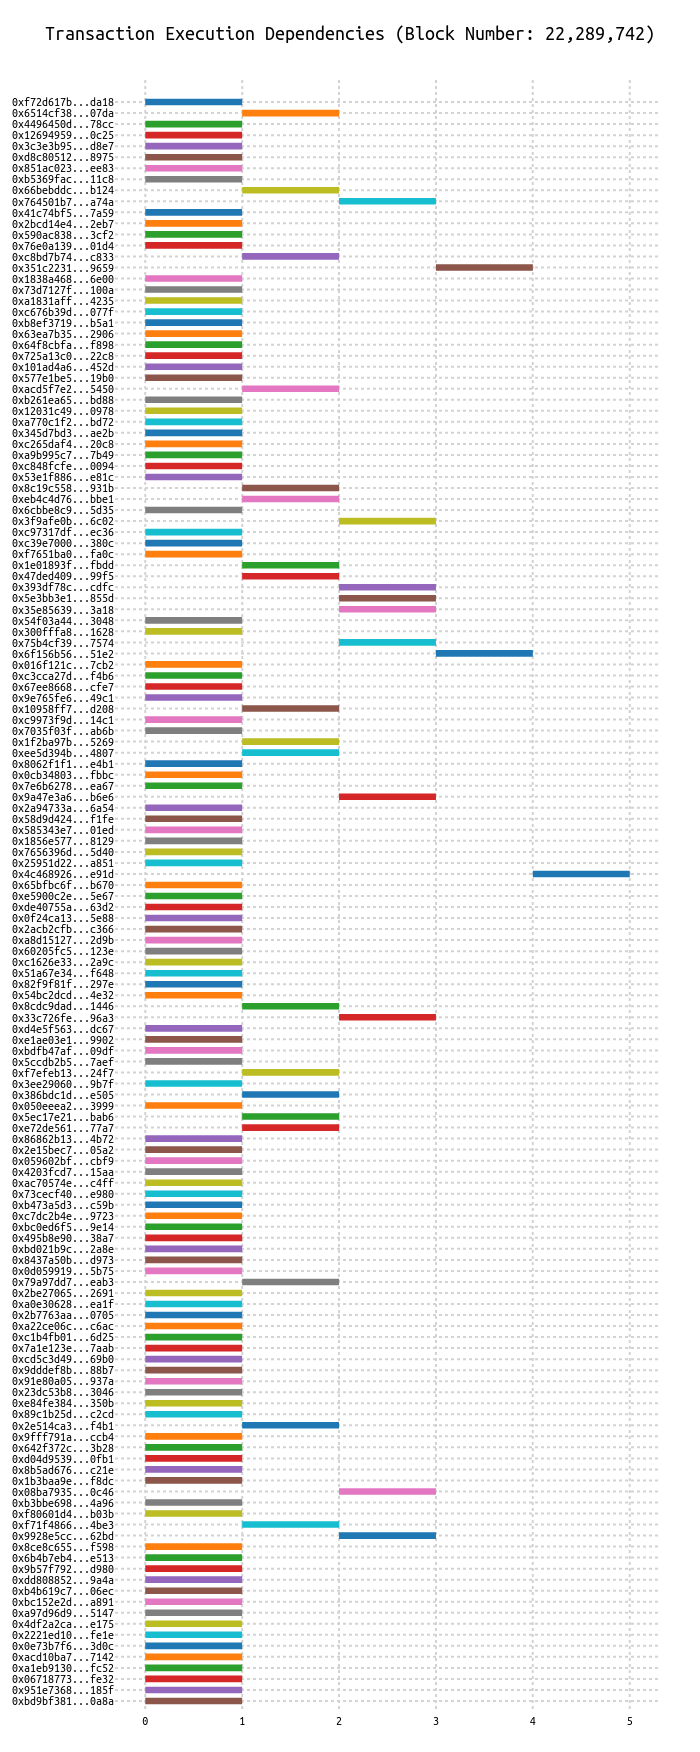 Transaction Execution Dependencies (Block Number: 22,289,742)
0xf72d617b...da18
0x6514cf38...07da
0x4496450d...78cc
0x12694959...0c25
0x3c3e3b95...d8e7
0xd8c80512...8975
0x851ac023...ee83
0xb5369fac...11c8
0x66bebddc...b124
0x764501b7...a74a
0x41c74bf5...7a59
0x2bcd14e4...2eb7
0x590ac838...3cf2
0x76e0a139...01d4
0xc8bd7b74...c833
0x351c2231...9659
0x1838a468...6e00
0x73d7127f...100a
0xa1831aff...4235
0xc676b39d...077f
0xb8ef3719...b5a1
0x63ea7b35...2906
0x64f8cbfa...f898
0x725a13c0...22c8
0x101ad4a6...452d
0x577e1be5...19b0
0xacd5f7e2...5450
0xb261ea65...bd88
0x12031c49...0978
0xa770c1f2...bd72
0x345d7bd3...ae2b
0xc265daf4...20c8
0xa9b995c7...7b49
0xc848fcfe...0094
0x53e1f886...e81c
0x8c19c558...931b
0xeb4c4d76...bbe1
0x6cbbe8c9...5d35
0x3f9afe0b...6c02
0xc97317df...ec36
0xc39e7000...380c
0xf7651ba0...fa0c
0x1e01893f...fbdd
0x47ded409...99f5
0x393df78c...cdfc
0x5e3bb3e1...855d
0x35e85639...3a18
0x54f03a44...3048
0x300fffa8...1628
0x75b4cf39...7574
0x6f156b56...51e2
0x016f121c...7cb2
0xc3cca27d...f4b6
0x67ee8668...cfe7
0x9e765fe6...49c1
0x10958ff7...d208
0xc9973f9d...14c1
0x7035f03f...ab6b
0x1f2ba97b...5269
0xee5d394b...4807
0x8062f1f1...e4b1
0x0cb34803...fbbc
0x7e6b6278...ea67
0x9a47e3a6...b6e6
0x2a94733a...6a54
0x58d9d424...f1fe
0x585343e7...01ed
0x1856e577...8129
0x7656396d...5d40
0x25951d22...a851
0x4c468926...e91d
0x65bfbc6f...b670
0xe5900c2e...5e67
0xde40755a...63d2
0x0f24ca13...5e88
0x2acb2cfb...c366
0xa8d15127...2d9b
0x60205fc5...123e
0xc1626e33...2a9c
0x51a67e34...f648
0x82f9f81f...297e
0x54bc2dcd...4e32
0x8cdc9dad...1446
0x33c726fe...96a3
0xd4e5f563...dc67
0xe1ae03e1...9902
0xbdfb47af...09df
0x5ccdb2b5...7aef
0xf7efeb13...24f7
0x3ee29060...9b7f
0x386bdc1d...e505
0x050eeea2...3999
0x5ec17e21...bab6
0xe72de561...77a7
0x86862b13...4b72
0x2e15bec7...05a2
0x059602bf...cbf9
0x4203fcd7...15aa
0xac70574e...c4ff
0x73cecf40...e980
0xb473a5d3...c59b
0xc7dc2b4e...9723
0xbc0ed6f5...9e14
0x495b8e90...38a7
0xbd021b9c...2a8e
0x8437a50b...d973
0x0d059919...5b75
0x79a97dd7...eab3
0x2be27065...2691
0xa0e30628...ea1f
0x2b7763aa...0705
0xa22ce06c...c6ac
0xc1b4fb01...6d25
0x7a1e123e...7aab
0xcd5c3d49...69b0
0x9dddef8b...88b7
0x91e80a05...937a
0x23dc53b8...3046
0xe84fe384...350b
0x89c1b25d...c2cd
0x2e514ca3...f4b1
0x9fff791a...ccb4
0x642f372c...3b28
0xd04d9539...0fb1
0x8b5ad676...c21e
0x1b3baa9e...f8dc
0x08ba7935...0c46
0xb3bbe698...4a96
0xf80601d4...b03b
0xf71f4866...4be3
0x9928e5cc...62bd
0x8ce8c655...f598
0x6b4b7eb4...e513
0x9b57f792...d980
0xdd808852...9a4a
0xb4b619c7...06ec
0xbc152e2d...a891
0xa97d96d9...5147
0x4df2a2ca...e175
0x2221ed10...fe1e
0x0e73b7f6...3d0c
0xacd10ba7...7142
0xa1eb9130...fc52
0x06718773...fe32
0x951e7368...185f
0xbd9bf381...0a8a
0 1 2 3 4 5